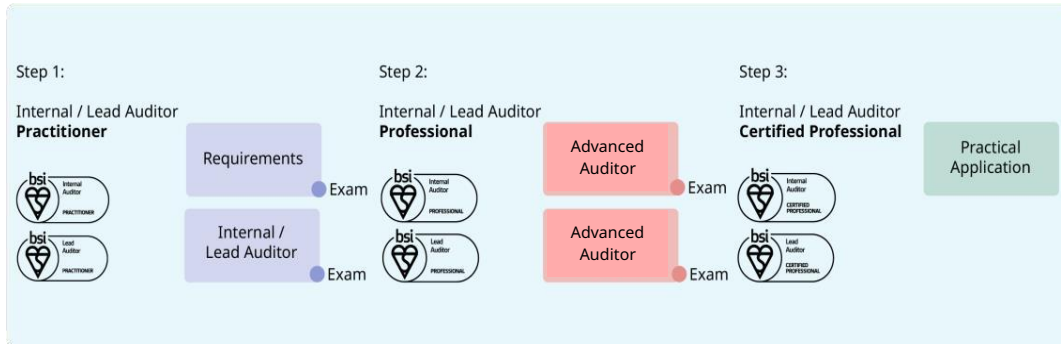 Step 1:
Internal / Lead Auditor
Practitioner
bsi
Internal
Auditor
PRACTITIONER
bsi
Lead
Auditor
PRACTITIONER
Requirements
Exam
Internal /
Lead Auditor
Exam
Step 2:
Internal / Lead Auditor
Professional
bsi
Internal
Auditor
PROFESSIONAL
bsi
Lead
Auditor
PROFESSIONAL
Advanced
Auditor
Exam
Advanced
Auditor
Exam
Step 3:
Internal / Lead Auditor
Certified Professional
bsi
Internal
Auditor
CERTIFIED
PROFESSIONAL
bsi
Lead
Auditor
CERTIFIED
PROFESSIONAL
Practical
Application